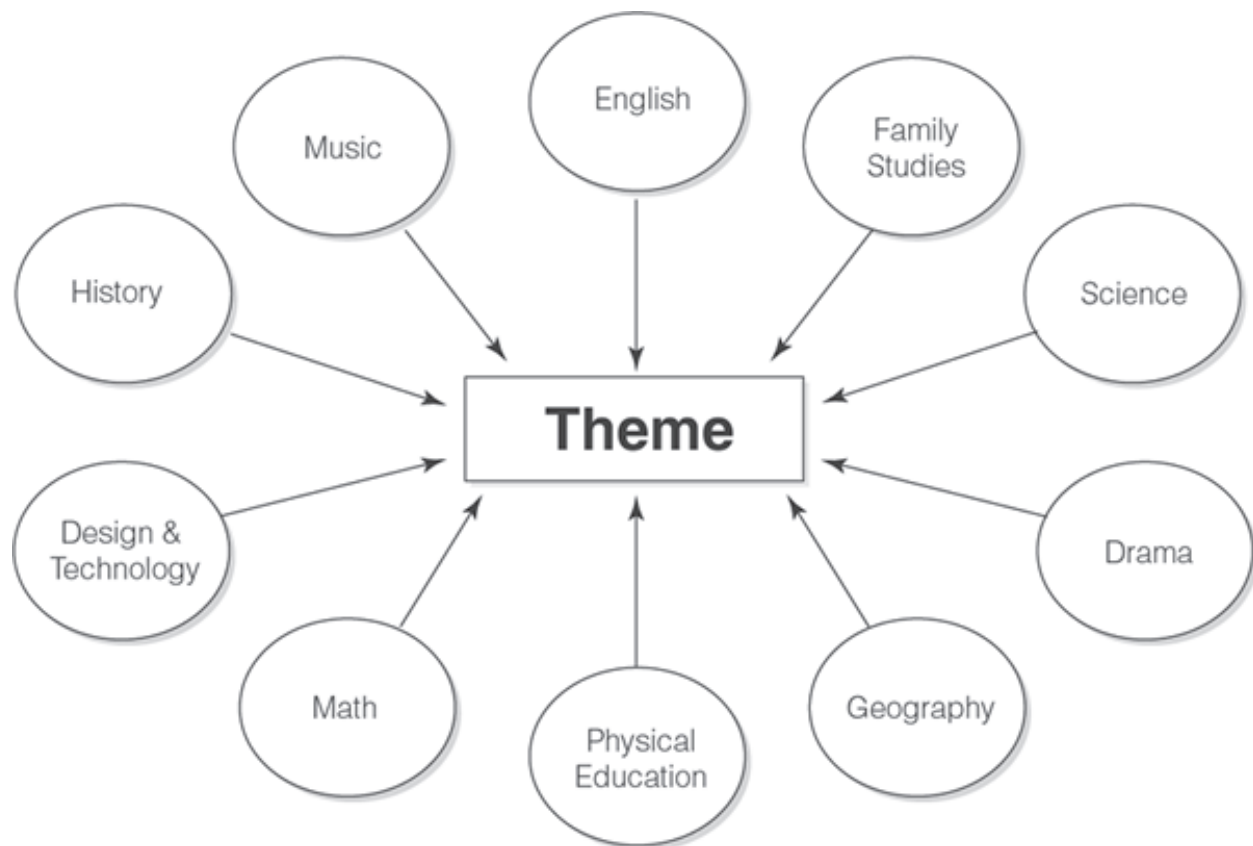 English
Music
Family
Studies
History
Science
Theme
Design &
Technology
Drama
Math
Geography
Physical
Education